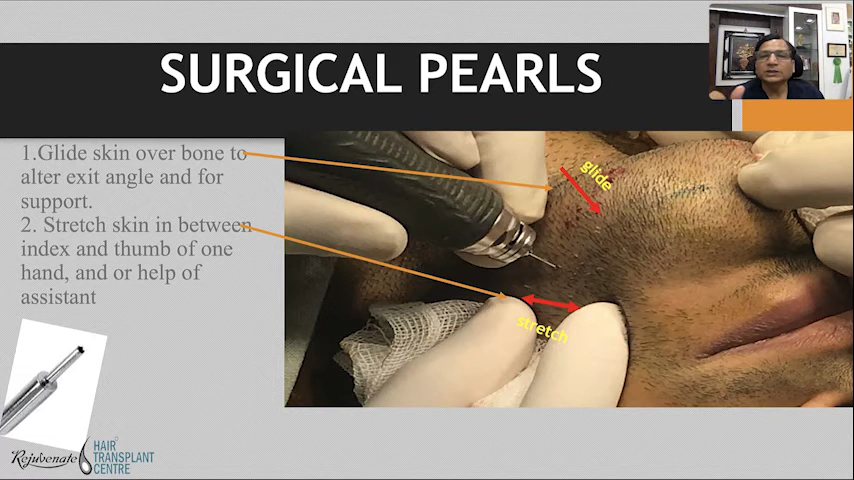 SURGICAL PEARLS
1.Glide skin over bone to
alter exit angle and for
support.
2. Stretch skin in between
index and thumb of one
hand, and or help of
assistant
glide
stretch
Rejuvenate
HAIR
TRANSPLANT
CENTRE